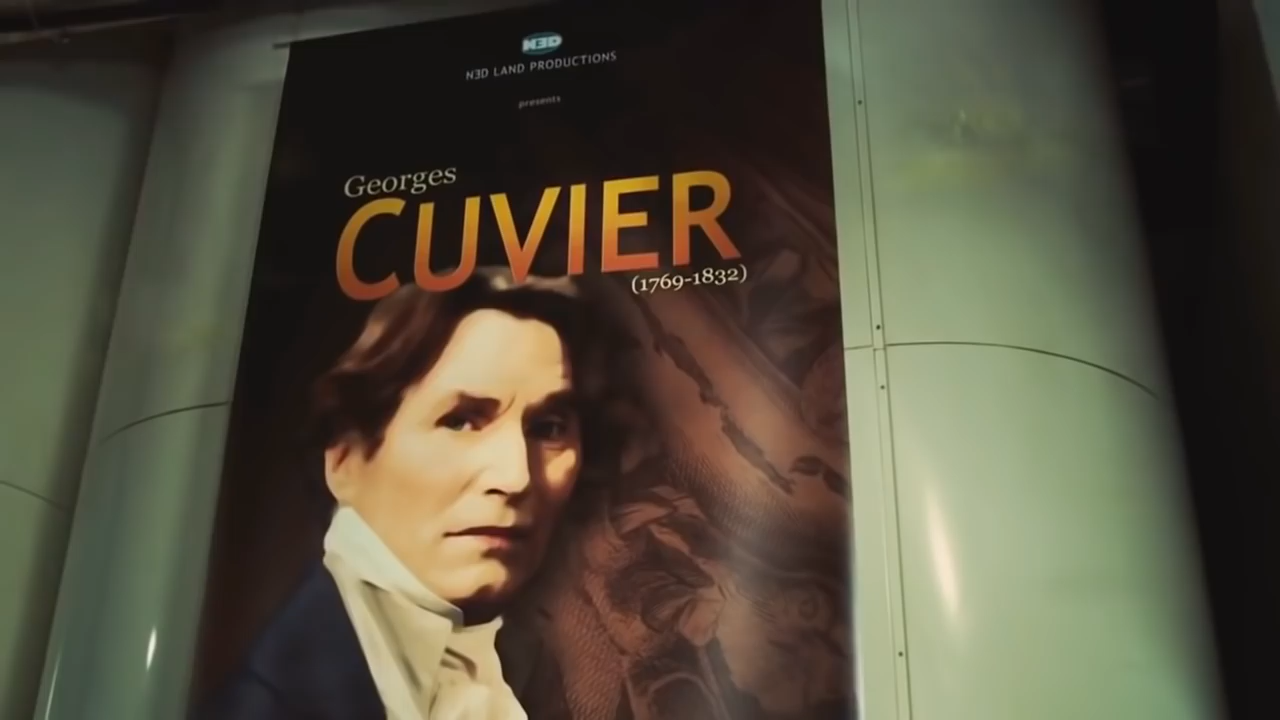 N3D
N3D LAND PRODUCTIONS
presents
Georges
CUVIER
(1769-1832)